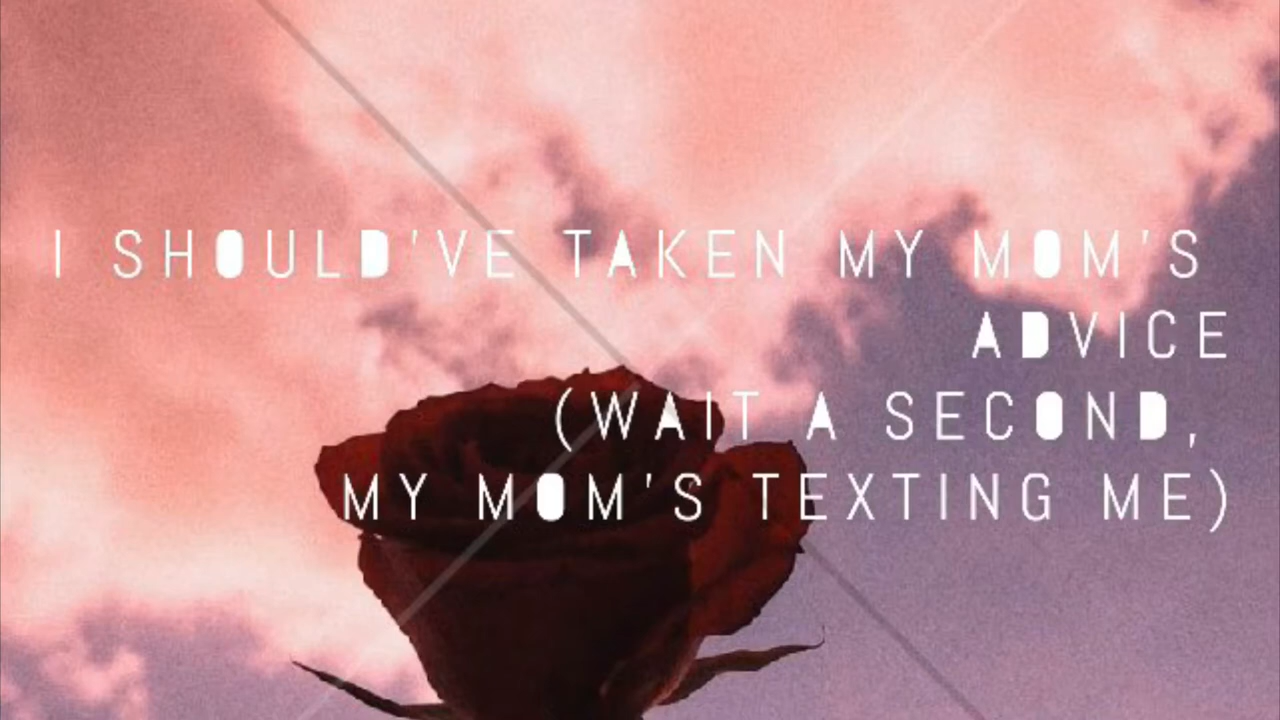 I SHOULD'VE TAKEN MY MOM'S
ADVICE
(WAIT A SECOND,
MY MOM'S TEXTING ME)